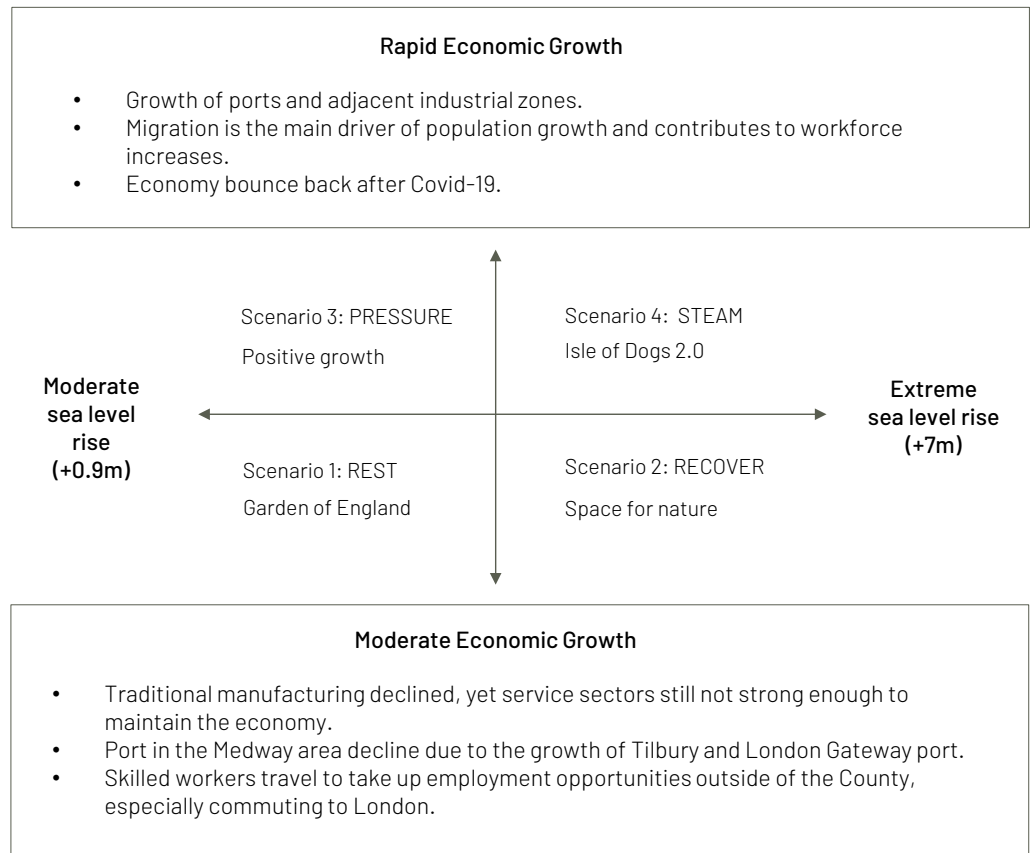 Rapid Economic Growth
• Growth of ports and adjacent industrial zones.
• Migration is the main driver of population growth and contributes to workforce
increases.
• Economy bounce back after Covid-19.
Scenario 3: PRESSURE
Positive growth
Scenario 4: STEAM
Isle of Dogs 2.0
Moderate
sea level
rise
(+0.9m)
Extreme
sea level rise
(+7m)
Scenario 1: REST
Garden of England
Scenario 2: RECOVER
Space for nature
Moderate Economic Growth
• Traditional manufacturing declined, yet service sectors still not strong enough to
maintain the economy.
• Port in the Medway area decline due to the growth of Tilbury and London Gateway port.
• Skilled workers travel to take up employment opportunities outside of the County,
especially commuting to London.